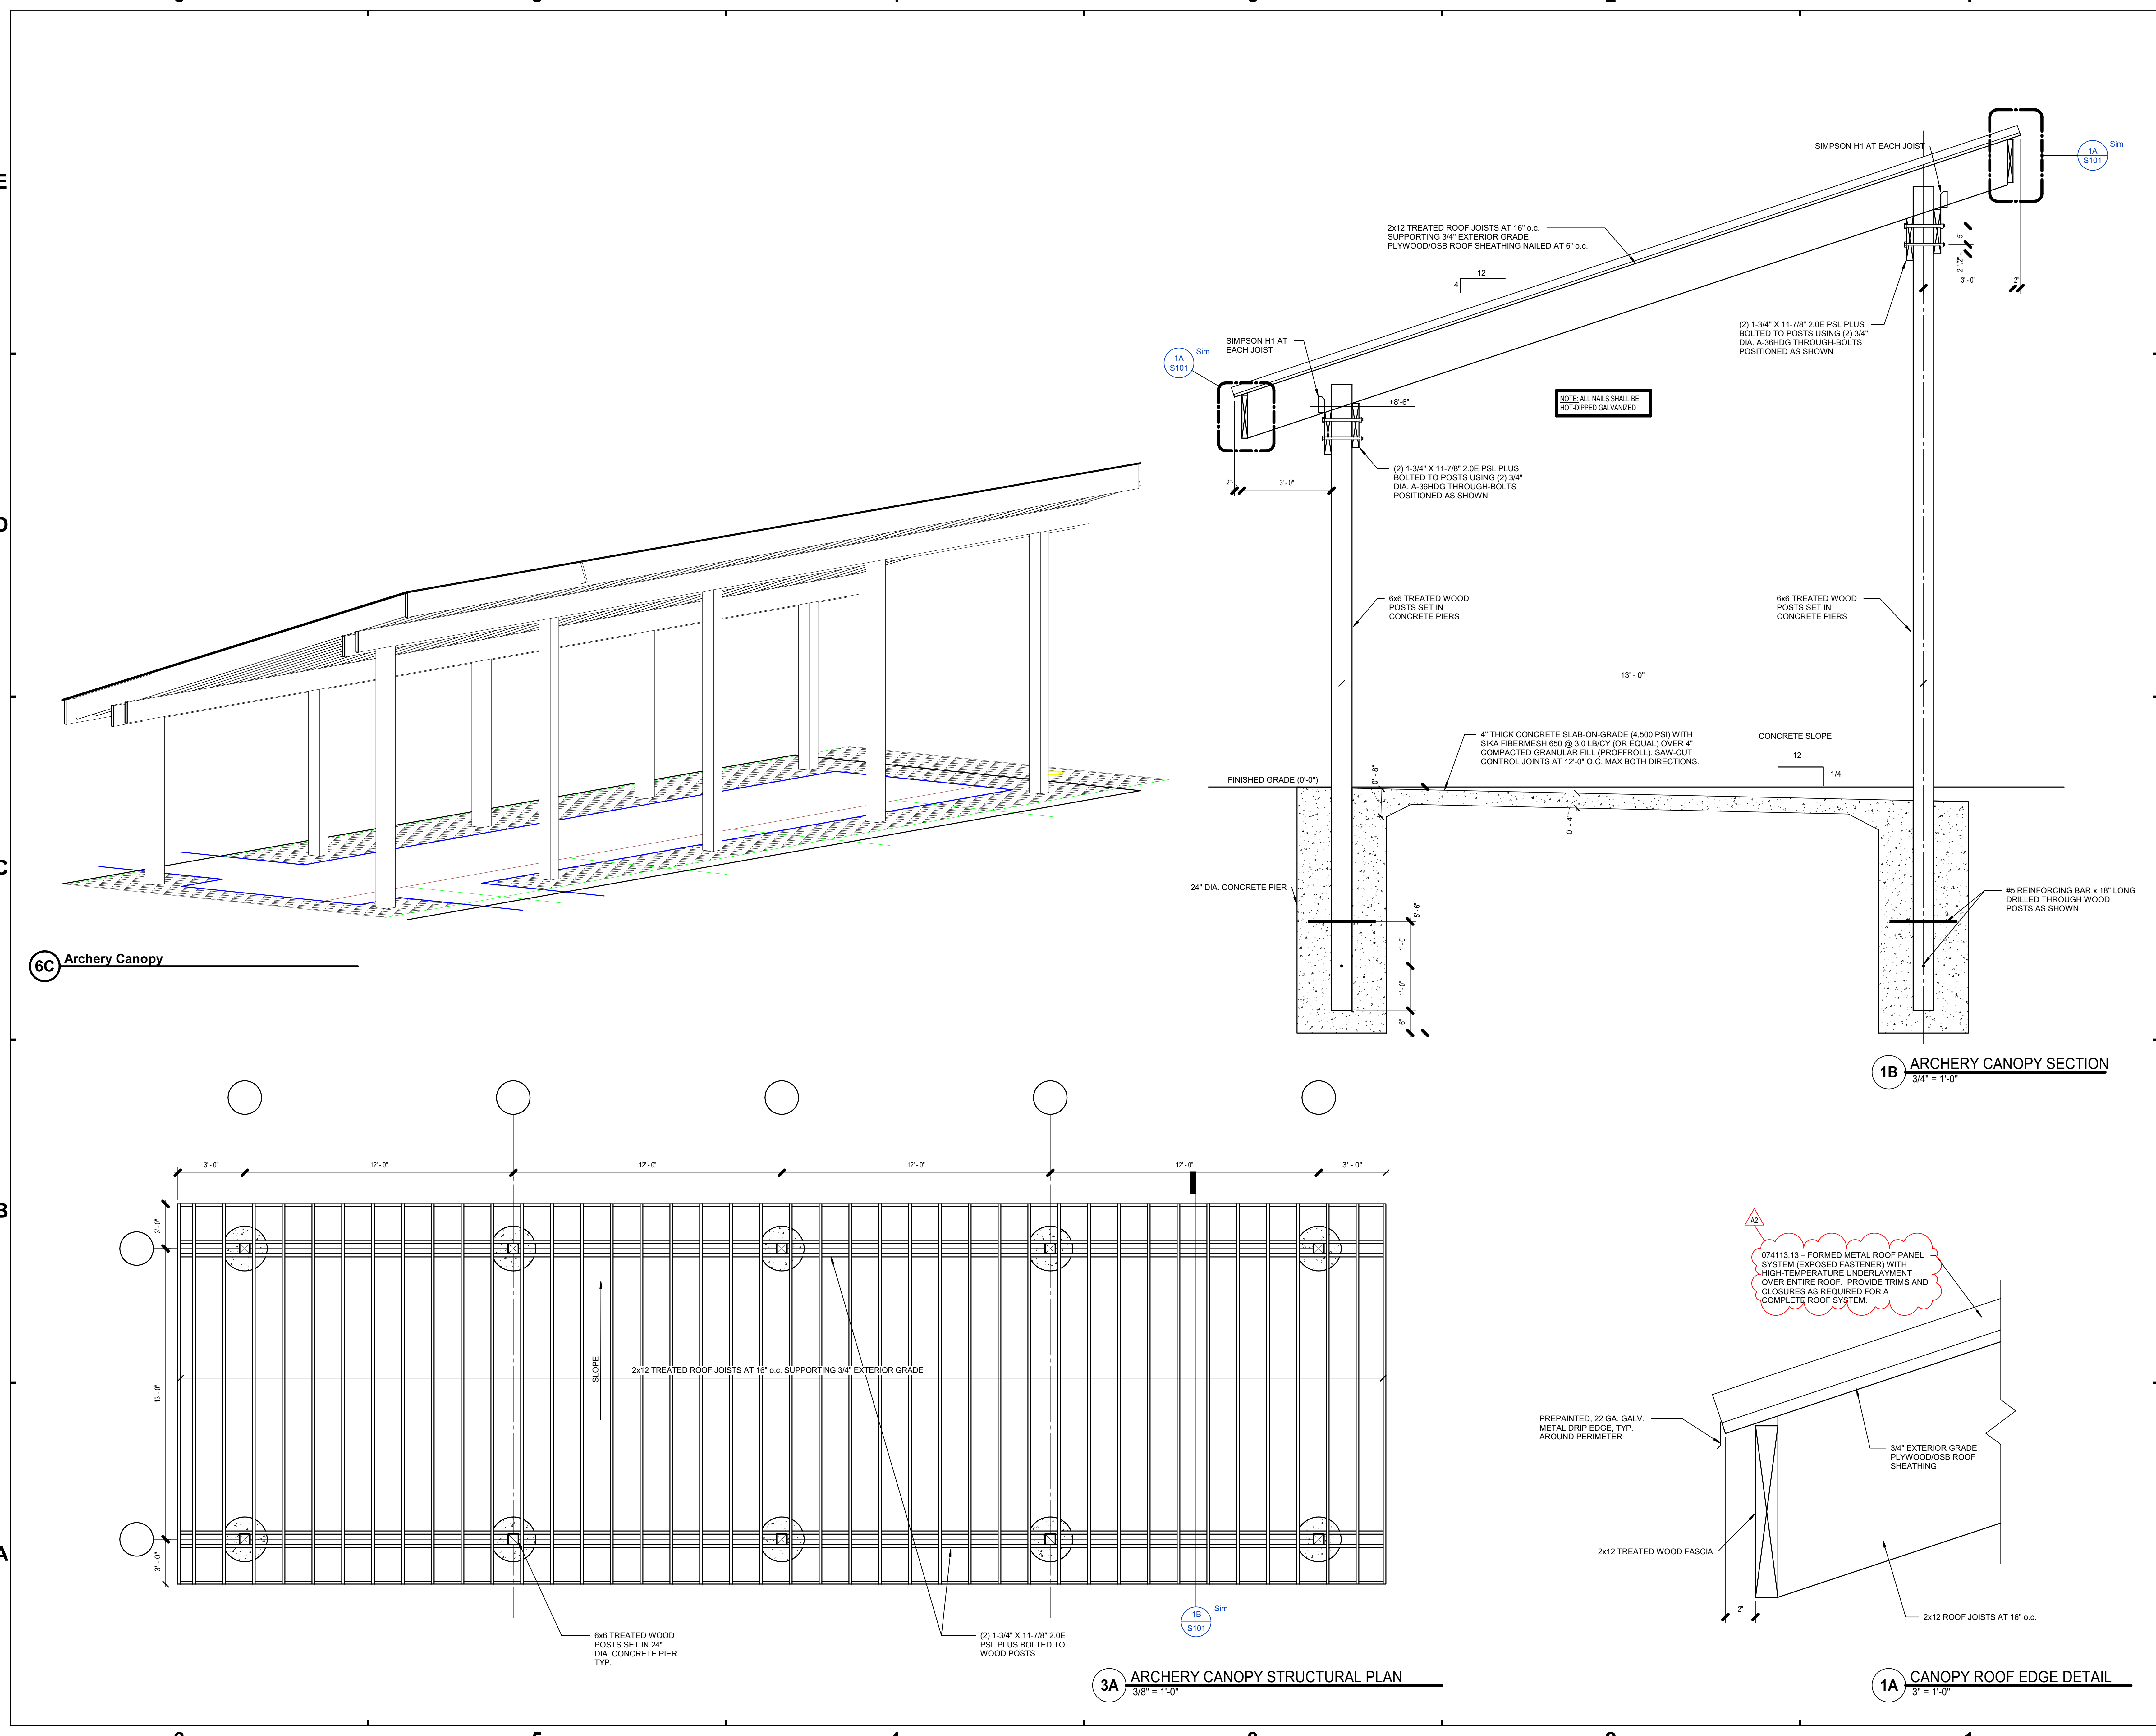 E
D
C
B
A
SIMPSON H1 AT EACH JOIST
1A
S101
Sim
2x12 TREATED ROOF JOISTS AT 16" o.c.
SUPPORTING 3/4" EXTERIOR GRADE
PLYWOOD/OSB ROOF SHEATHING NAILED AT 6" o.c.
12
4
5"
2 1/2"
3' - 0"
2"
(2) 1-3/4" X 11-7/8" 2.0E PSL PLUS
BOLTED TO POSTS USING (2) 3/4"
DIA. A-36HDG THROUGH-BOLTS
POSITIONED AS SHOWN
SIMPSON H1 AT
EACH JOIST
1A
S101
Sim
+8'-6"
NOTE: ALL NAILS SHALL BE
HOT-DIPPED GALVANIZED
(2) 1-3/4" X 11-7/8" 2.0E PSL PLUS
BOLTED TO POSTS USING (2) 3/4"
DIA. A-36HDG THROUGH-BOLTS
POSITIONED AS SHOWN
2"
3' - 0"
6x6 TREATED WOOD
POSTS SET IN
CONCRETE PIERS
6x6 TREATED WOOD
POSTS SET IN
CONCRETE PIERS
13' - 0"
4" THICK CONCRETE SLAB-ON-GRADE (4,500 PSI) WITH
SIKA FIBERMESH 650 @ 3.0 LB/CY (OR EQUAL) OVER 4"
COMPACTED GRANULAR FILL (PROFFROLL). SAW-CUT
CONTROL JOINTS AT 12'-0" O.C. MAX BOTH DIRECTIONS.
CONCRETE SLOPE
12
1/4
FINISHED GRADE (0'-0")
0' - 8"
0' - 4"
24" DIA. CONCRETE PIER
5' - 6"
1' - 0"
1' - 0"
6"
#5 REINFORCING BAR x 18" LONG
DRILLED THROUGH WOOD
POSTS AS SHOWN
6C
Archery Canopy
1B
ARCHERY CANOPY SECTION
3/4" = 1'-0"
3' - 0"
12' - 0"
12' - 0"
12' - 0"
12' - 0"
3' - 0"
3' - 0"
13' - 0"
3' - 0"
SLOPE
2x12 TREATED ROOF JOISTS AT 16" o.c. SUPPORTING 3/4" EXTERIOR GRADE
6x6 TREATED WOOD
POSTS SET IN 24"
DIA. CONCRETE PIER
TYP.
(2) 1-3/4" X 11-7/8" 2.0E
PSL PLUS BOLTED TO
WOOD POSTS
1B
S101
Sim
3A
ARCHERY CANOPY STRUCTURAL PLAN
3/8" = 1'-0"
A2
074113.13 – FORMED METAL ROOF PANEL
SYSTEM (EXPOSED FASTENER) WITH
HIGH-TEMPERATURE UNDERLAYMENT
OVER ENTIRE ROOF. PROVIDE TRIMS AND
CLOSURES AS REQUIRED FOR A
COMPLETE ROOF SYSTEM.
PREPAINTED, 22 GA. GALV.
METAL DRIP EDGE, TYP.
AROUND PERIMETER
3/4" EXTERIOR GRADE
PLYWOOD/OSB ROOF
SHEATHING
2x12 TREATED WOOD FASCIA
2"
2x12 ROOF JOISTS AT 16" o.c.
1A
CANOPY ROOF EDGE DETAIL
3" = 1'-0"